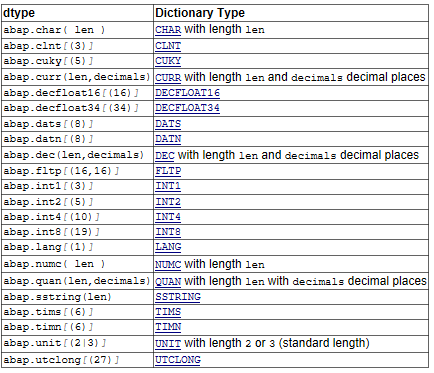 dtype Dictionary Type
abap.char( len ) CHAR with length len
abap.clnt[(3)] CLNT
abap.cuky[(5)] CUKY
abap.curr(len,decimals) CURR with length len and decimals decimal places
abap.decfloat16[(16)] DECFLOAT16
abap.decfloat34[(34)] DECFLOAT34
abap.dats[(8)] DATS
abap.datn[(8)] DATN
abap.dec(len,decimals) DEC with length len and decimals decimal places
abap.fltp[(16,16)] FLTP
abap.int1[(3)] INT1
abap.int2[(5)] INT2
abap.int4[(10)] INT4
abap.int8[(19)] INT8
abap.lang[(1)] LANG
abap.numc( len ) NUMC with length len
abap.quan(len,decimals) QUAN with length len with decimals decimal places
abap.sstring(len) SSTRING
abap.tims[(6)] TIMS
abap.timn[(6)] TIMN
abap.unit[(2|3)] UNIT with length 2 or 3 (standard length)
abap.utclong[(27)] UTCLONG